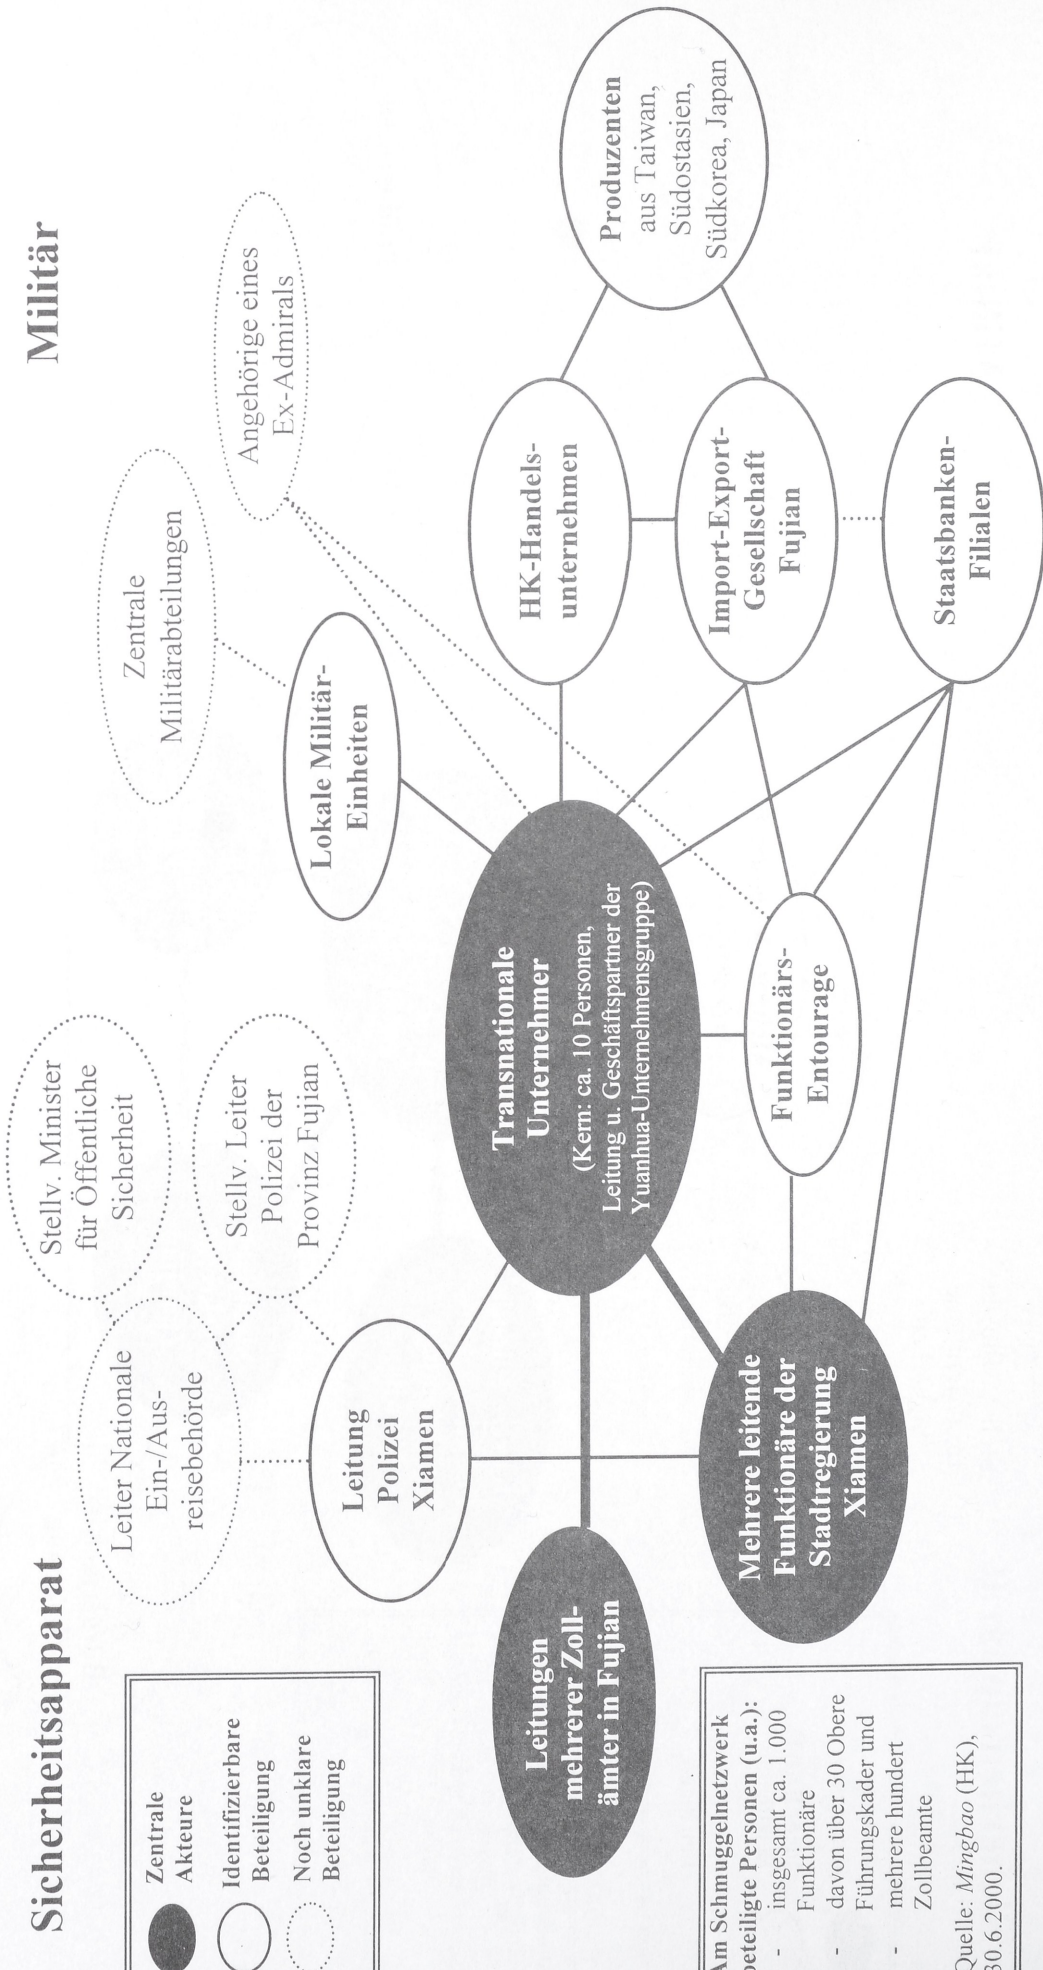 Sicherheitsapparat
Militär
Zentrale
Akteure
Identifizierbare
Beteiligung
Noch unklare
Beteiligung
Leiter Nationale
Ein-/Aus-
reisebehörde
Stellv. Minister
für Öffentliche
Sicherheit
Stellv. Leiter
Polizei der
Provinz Fujian
Zentrale
Militärabteilungen
Angehörige eines
Ex-Admirals
Leitung
Polizei
Xiamen
Lokale Militär-
Einheiten
Leitungen
mehrerer Zoll-
ämter in Fujian
Transnationale
Unternehmer
(Kern: ca. 10 Personen,
Leitung u. Geschäftspartner der
Yuanhua-Unternehmensgruppe)
HK-Handels-
unternehmen
Produzenten
aus Taiwan,
Südostasien,
Südkorea, Japan
Import-Export-
Gesellschaft
Fujian
Mehrere leitende
Funktionäre der
Stadtregierung
Xiamen
Funktionärs-
Entourage
Staatsbanken-
Filialen
Am Schmuggelnetzwerk
beteiligte Personen (u.a.):
- insgesamt ca. 1.000
Funktionäre
- davon über 30 Obere
Führungskader und
- mehrere hundert
Zollbeamte
Quelle: Mingbao (HK),
30.6.2000.